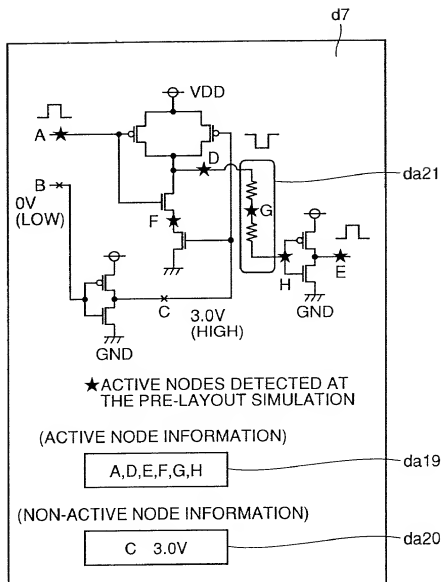 d7
VDD
A
D
da21
B
0V
(LOW)
F
G
E
H
C
3.0V
(HIGH)
GND
GND
★ACTIVE NODES DETECTED AT
THE PRE-LAYOUT SIMULATION
(ACTIVE NODE INFORMATION)
A,D,E,F,G,H
da19
(NON-ACTIVE NODE INFORMATION)
C 3.0V
da20